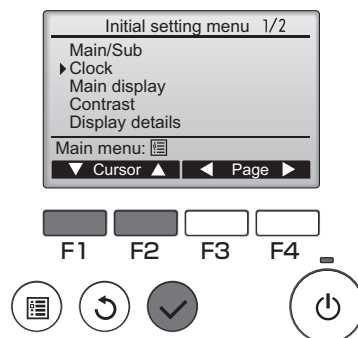 Initial setting menu 1/2
Main/Sub
Clock
Main display
Contrast
Display details
Main menu:
Cursor Page
F1 F2 F3 F4